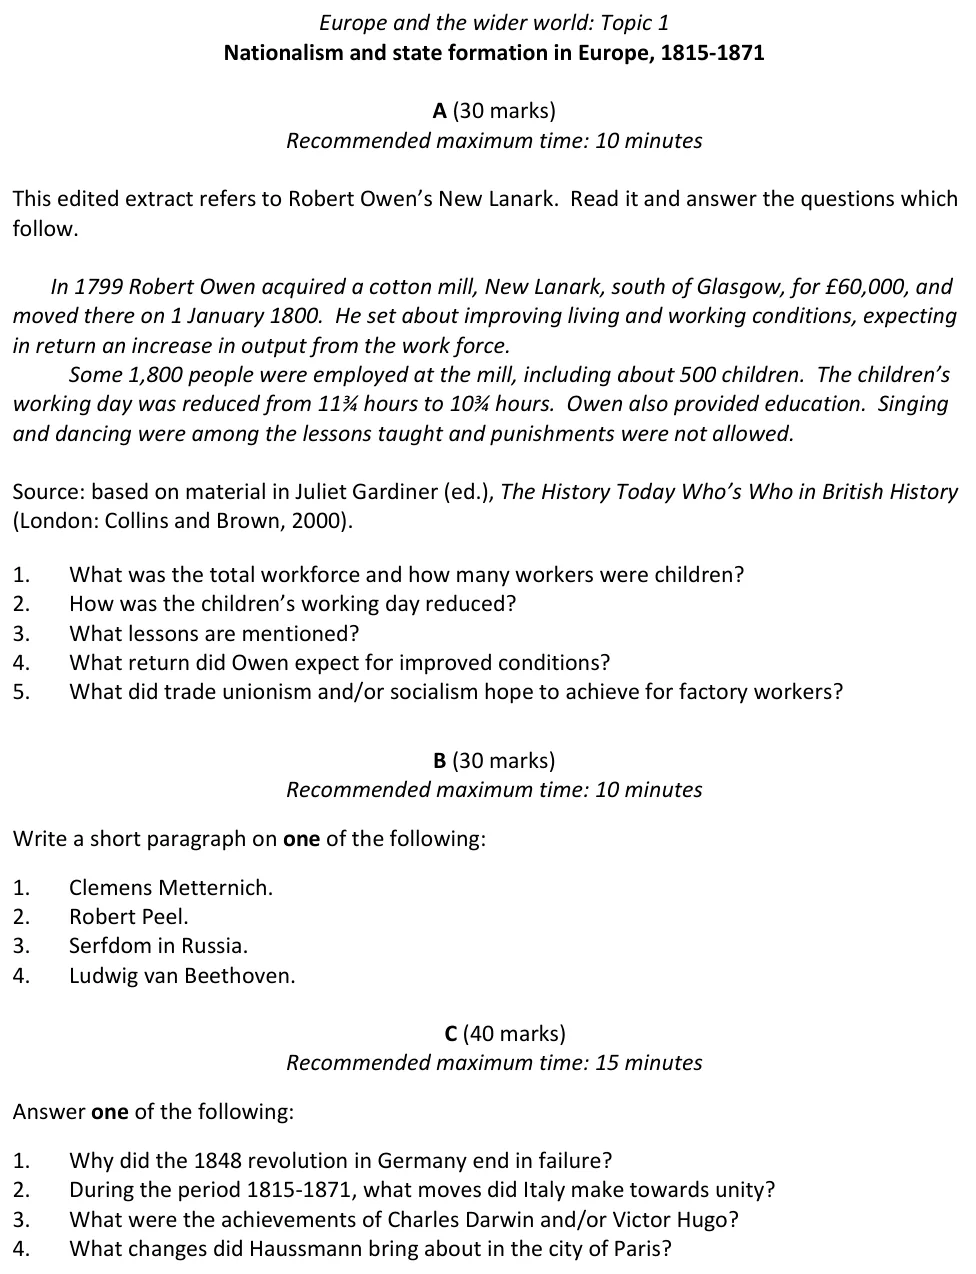 Europe and the wider world: Topic 1
Nationalism and state formation in Europe, 1815-1871
A (30 marks)
Recommended maximum time: 10 minutes
This edited extract refers to Robert Owen’s New Lanark.  Read it and answer the questions which
follow.
In 1799 Robert Owen acquired a cotton mill, New Lanark, south of Glasgow, for £60,000, and
moved there on 1 January 1800.  He set about improving living and working conditions, expecting
in return an increase in output from the work force.
Some 1,800 people were employed at the mill, including about 500 children.  The children’s
working day was reduced from 11¾ hours to 10¾ hours.  Owen also provided education.  Singing
and dancing were among the lessons taught and punishments were not allowed.
Source: based on material in Juliet Gardiner (ed.), The History Today Who’s Who in British History
(London: Collins and Brown, 2000).
1. What was the total workforce and how many workers were children?
2. How was the children’s working day reduced?
3. What lessons are mentioned?
4. What return did Owen expect for improved conditions?
5. What did trade unionism and/or socialism hope to achieve for factory workers?
B (30 marks)
Recommended maximum time: 10 minutes
Write a short paragraph on one of the following:
1. Clemens Metternich.
2. Robert Peel.
3. Serfdom in Russia.
4. Ludwig van Beethoven.
C (40 marks)
Recommended maximum time: 15 minutes
Answer one of the following:
1. Why did the 1848 revolution in Germany end in failure?
2. During the period 1815-1871, what moves did Italy make towards unity?
3. What were the achievements of Charles Darwin and/or Victor Hugo?
4. What changes did Haussmann bring about in the city of Paris?